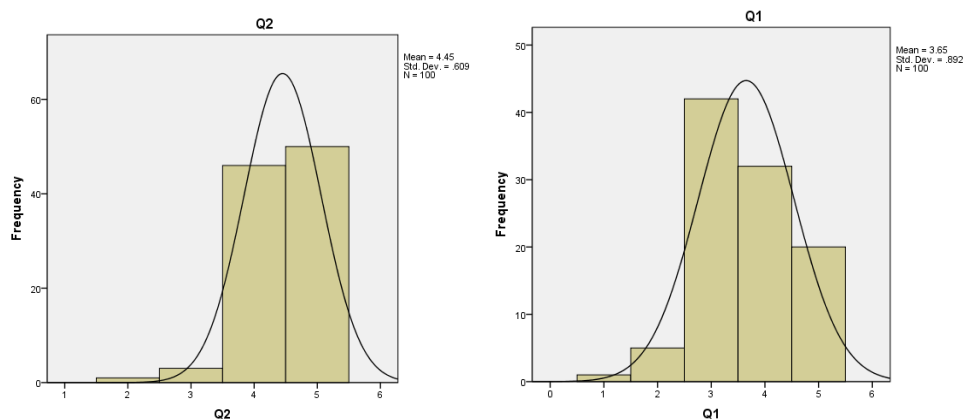 Q2
Mean = 4.45
Std. Dev. = .609
N = 100
Frequency
60
40
20
0
1 2 3 4 5 6
Q2
Q1
Mean = 3.65
Std. Dev. = .892
N = 100
Frequency
50
40
30
20
10
0
0 1 2 3 4 5 6
Q1